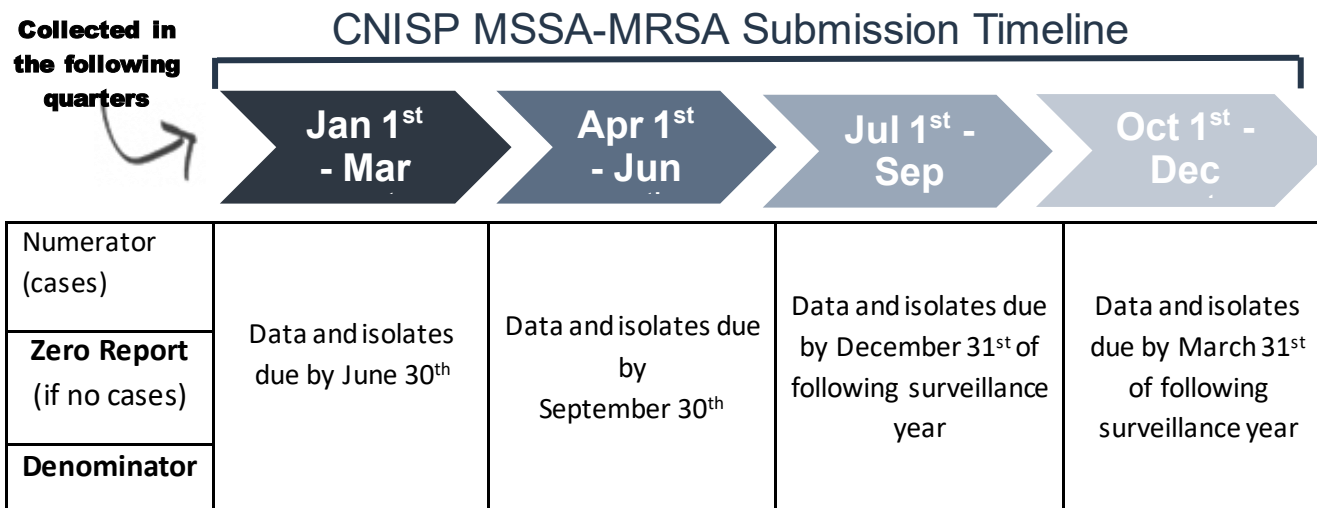 Collected in
the following
quarters
CNISP MSSA-MRSA Submission Timeline
Jan 1st
- Mar
Apr 1st
- Jun
Jul 1st -
Sep
Oct 1st -
Dec
Numerator
(cases)
Zero Report
(if no cases)
Denominator
Data and isolates
due by June 30th
Data and isolates due
by
September 30th
Data and isolates due
by December 31st of
following surveillance
year
Data and isolates
due by March 31st
of following
surveillance year